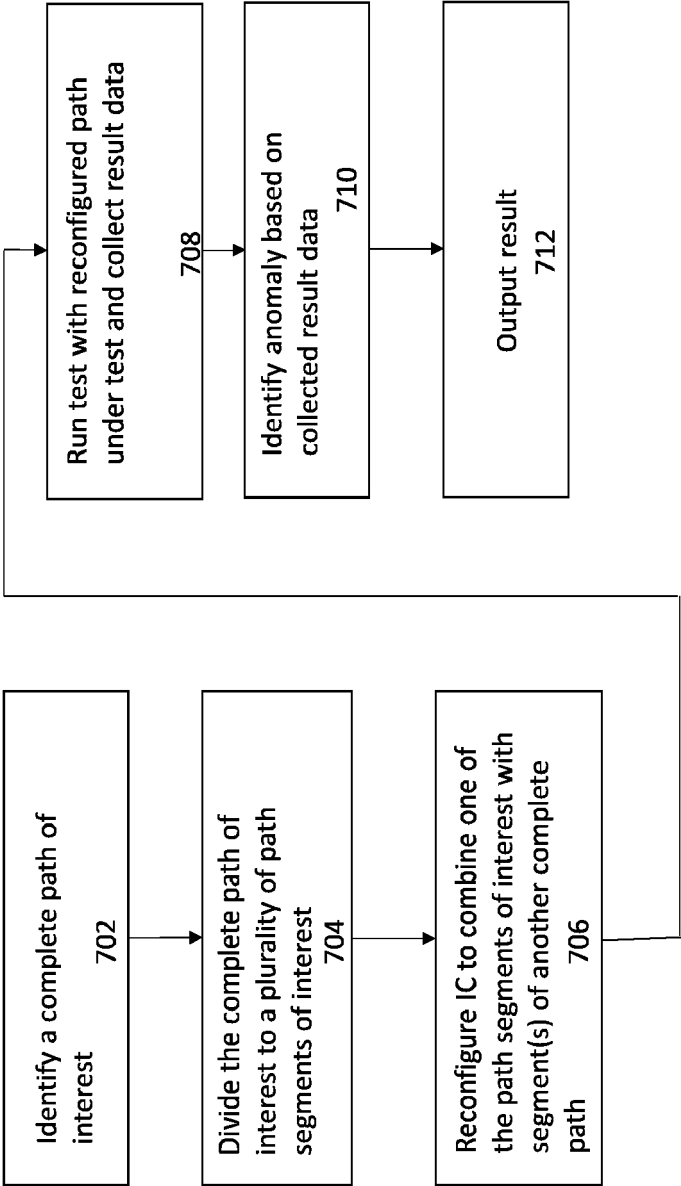 Identify a complete path of
interest
702
Divide the complete path of
interest to a plurality of path
segments of interest
704
Reconfigure IC to combine one of
the path segments of interest with
segment(s) of another complete
path
706
Run test with reconfigured path
under test and collect result data
708
Identify anomaly based on
collected result data
710
Output result
712